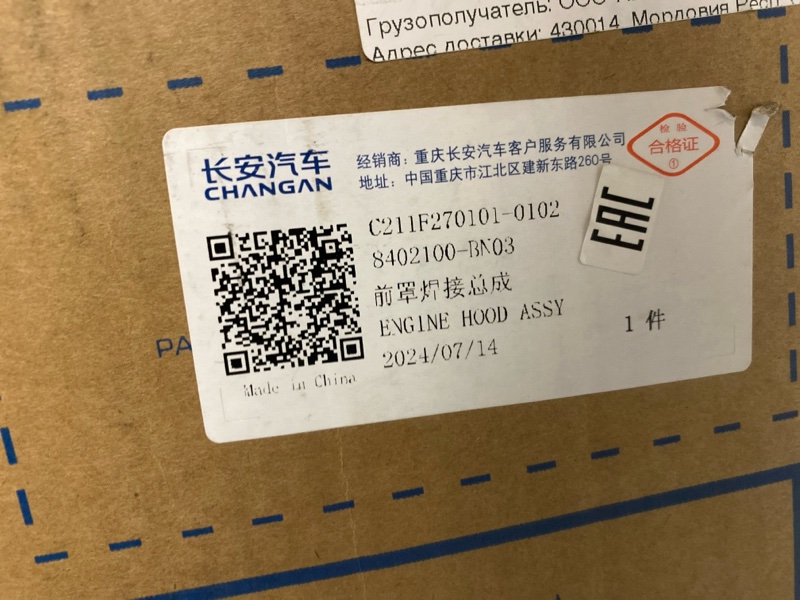 Грузополучатель: ООО
Адрес доставки: 430014, Мордовия Респ
长安汽车
CHANGAN
经销商：重庆长安汽车客户服务有限公司
地址：中国重庆市江北区建新东路260号
检验
合格证
①
EAC
C211F270101-0102
8402100-BN03
前罩焊接总成
ENGINE HOOD ASSY
1 件
2024/07/14
Made in China
PA